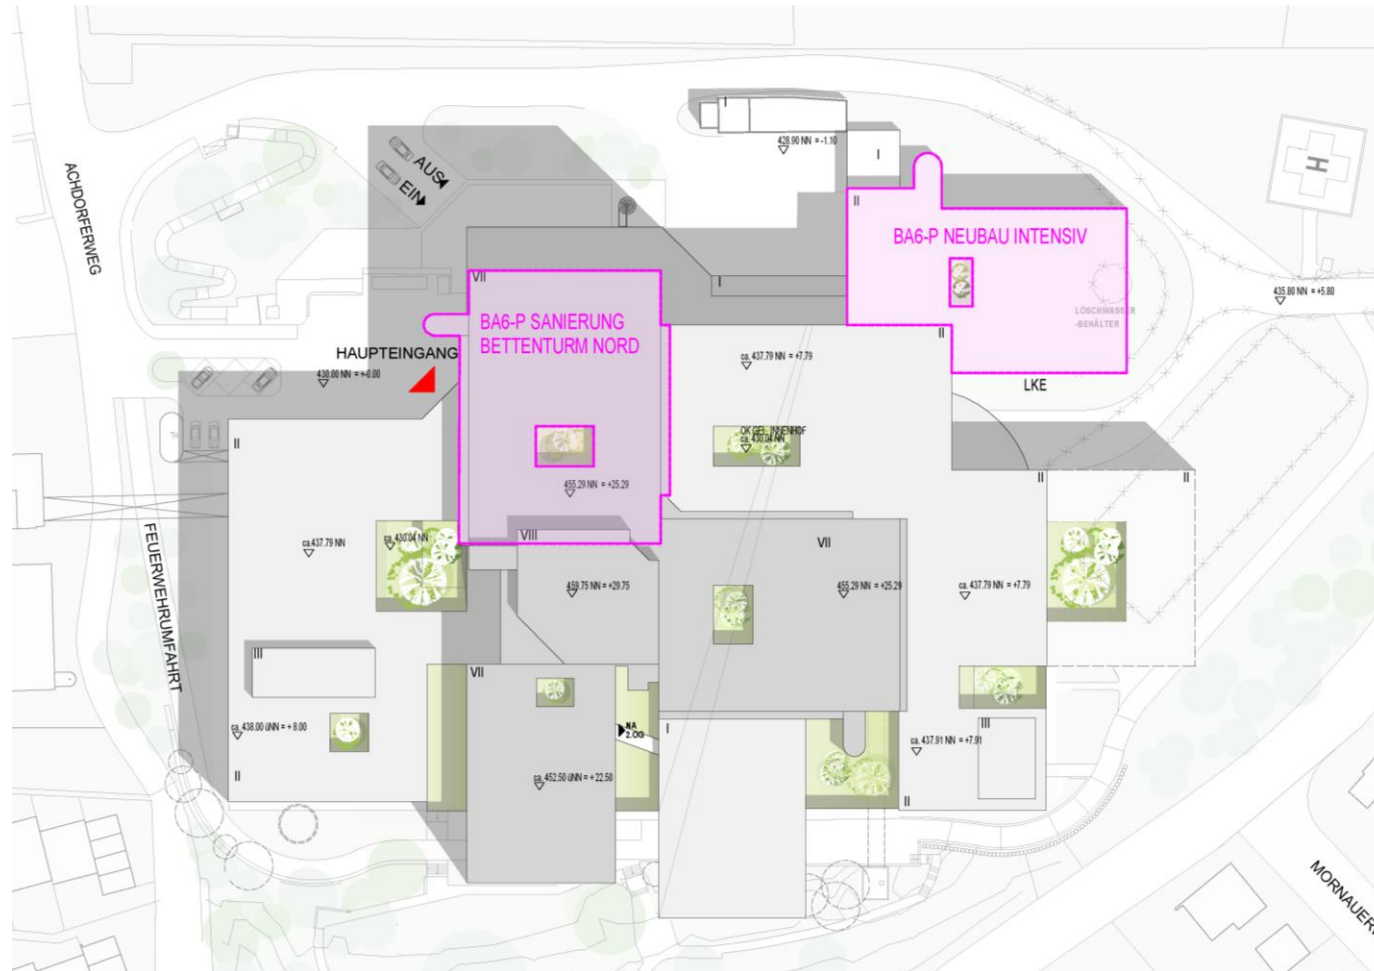 I
428.90 NN = -1.10
I
H
AUS
EIN
ACHDORFERWEG
II
BA6-P NEUBAU INTENSIV
VII
I
435.80 NN = +5.80
LÖSCHWASSER
-BEHÄLTER
BA6-P SANIERUNG
BETTENTURM NORD
II
HAUPTEINGANG
ca. 437.79 NN = +7.79
430.00 NN = +-0.00
LKE
OK GEL. INNENHOF
ca. 430.04 NN
II
II
II
455.29 NN = +25.29
FEUERWEHRUMFAHRT
VIII
VII
ca.437.79 NN
ca. 430.04 NN
459.75 NN = +29.75
455.29 NN = +25.29
ca. 437.79 NN = +7.79
III
VII
ca. 438.00 üNN = + 8.00
NA
2.OG
I
III
ca. 437.91 NN = +7.91
II
ca. 452.50 üNN = + 22.50
II